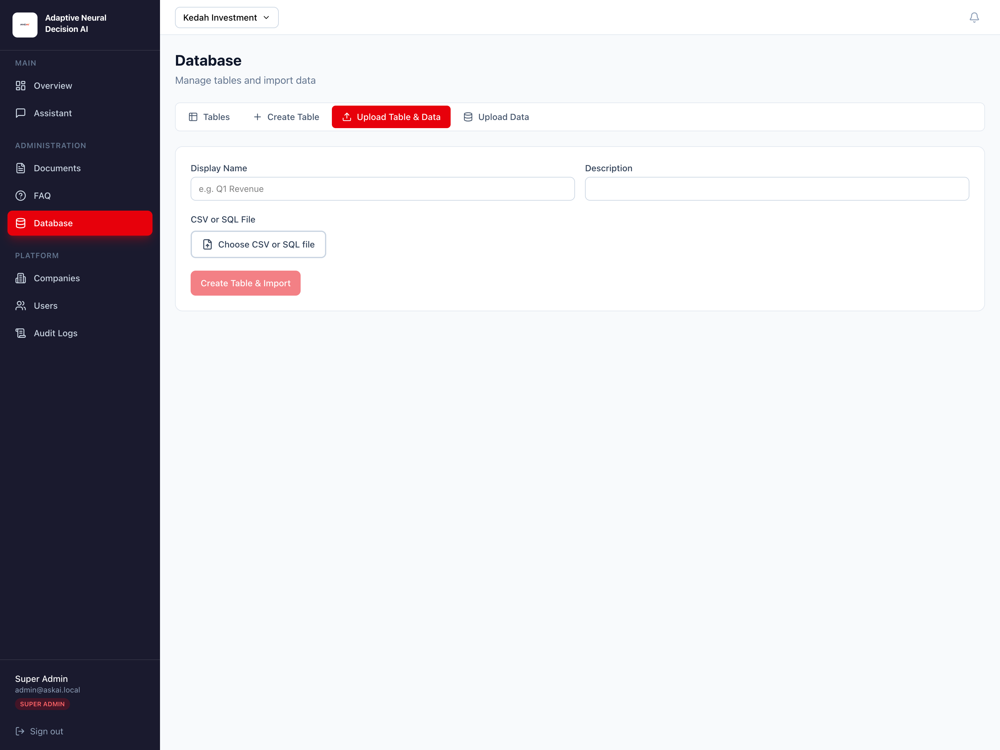 ANDAI
Adaptive Neural
Decision AI
MAIN
Overview
Assistant
ADMINISTRATION
Documents
FAQ
Database
PLATFORM
Companies
Users
Audit Logs
Super Admin
admin@askai.local
SUPER ADMIN
Sign out
Kedah Investment
Database
Manage tables and import data
Tables
Create Table
Upload Table & Data
Upload Data
Display Name
Description
e.g. Q1 Revenue
CSV or SQL File
Choose CSV or SQL file
Create Table & Import